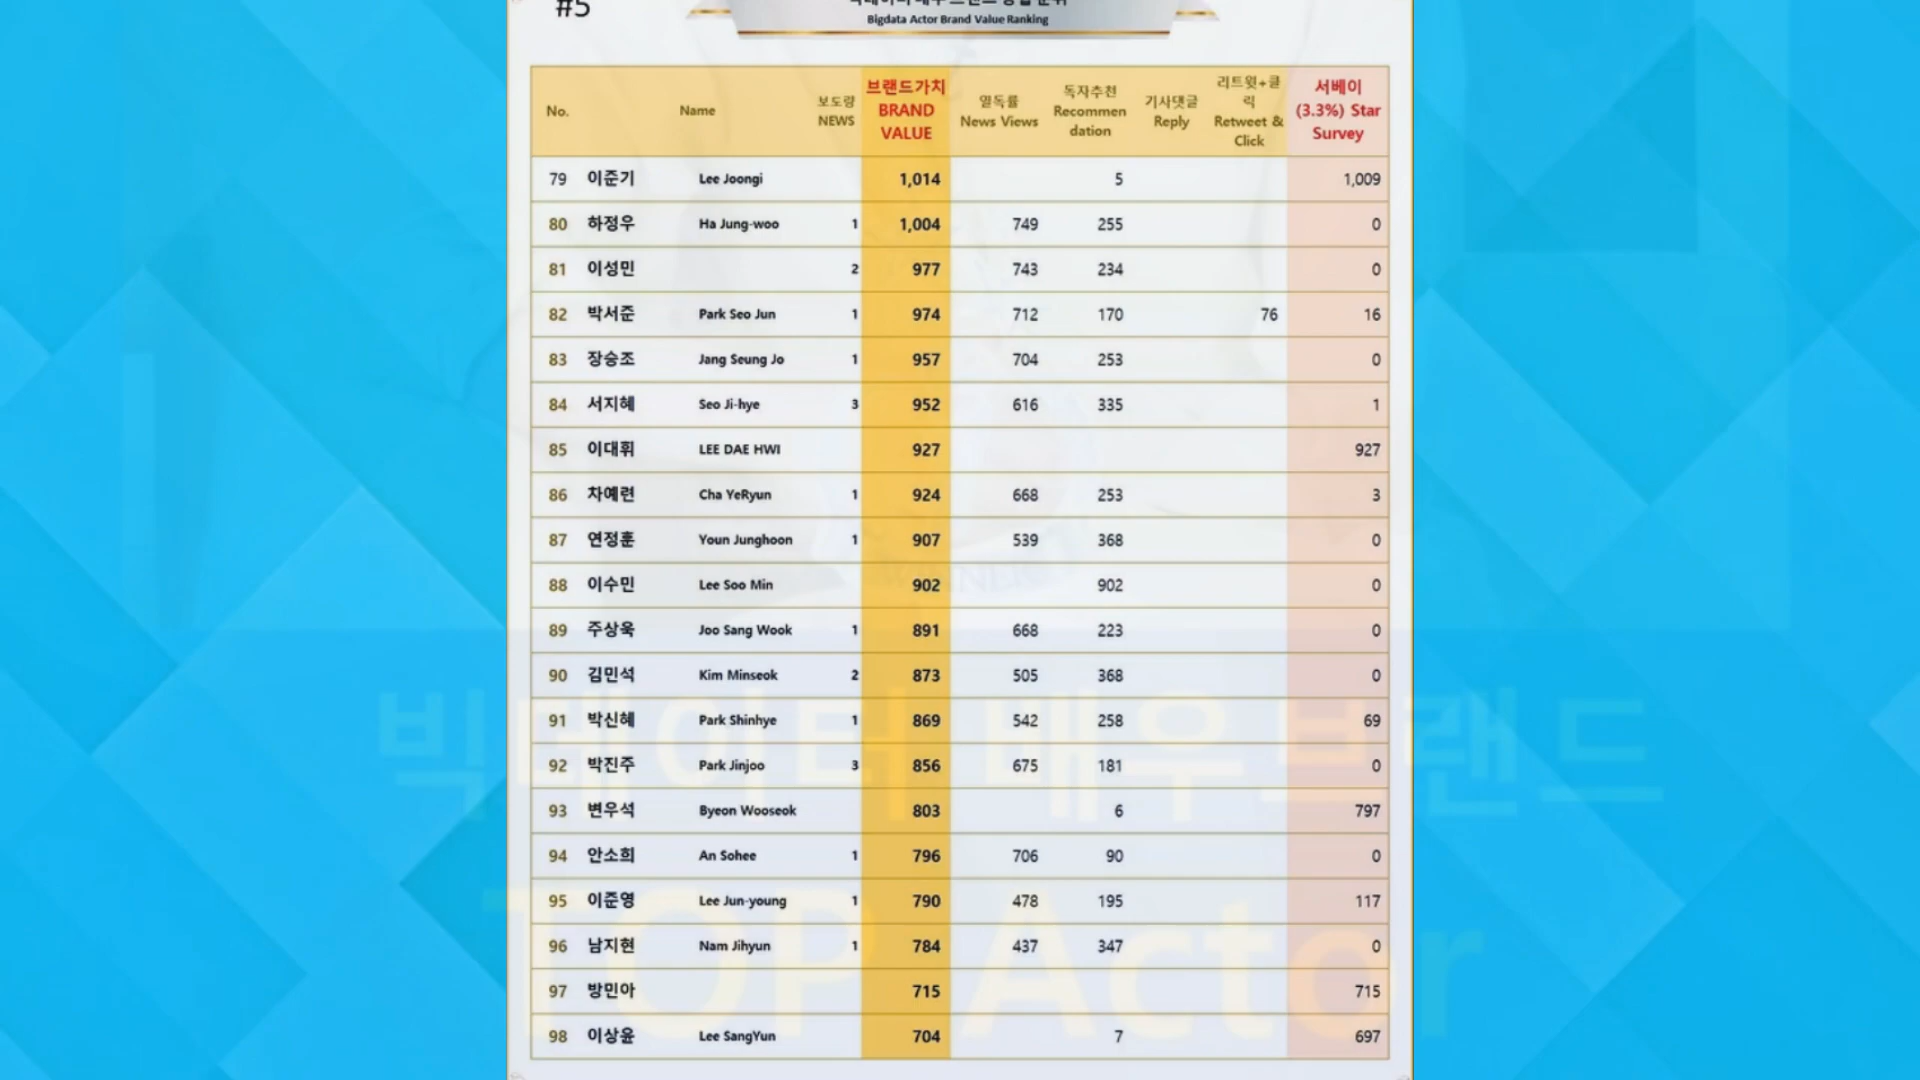 #5
Bigdata Actor Brand Value Ranking
No. Name 보도량 NEWS 브랜드가치 BRAND VALUE 열독률 News Views 독자추천 Recommendation 기사댓글 Reply 리트윗+클릭 Retweet & Click 서베이 (3.3%) Star Survey
79 이준기 Lee Joongi 1,014 5 1,009
80 하정우 Ha Jung-woo 1 1,004 749 255 0
81 이성민 2 977 743 234 0
82 박서준 Park Seo Jun 1 974 712 170 76 16
83 장승조 Jang Seung Jo 1 957 704 253 0
84 서지혜 Seo Ji-hye 3 952 616 335 1
85 이대휘 LEE DAE HWI 927 927
86 차예련 Cha YeRyun 1 924 668 253 3
87 연정훈 Youn Junghoon 1 907 539 368 0
88 이수민 Lee Soo Min 902 902 0
89 주상욱 Joo Sang Wook 1 891 668 223 0
90 김민석 Kim Minseok 2 873 505 368 0
91 박신혜 Park Shinhye 1 869 542 258 69
92 박진주 Park Jinjoo 3 856 675 181 0
93 변우석 Byeon Wooseok 803 6 797
94 안소희 An Sohee 1 796 706 90 0
95 이준영 Lee Jun-young 1 790 478 195 117
96 남지현 Nam Jihyun 1 784 437 347 0
97 방민아 715 715
98 이상윤 Lee SangYun 704 7 697
빅데이터 배우브랜드
TOP Actor